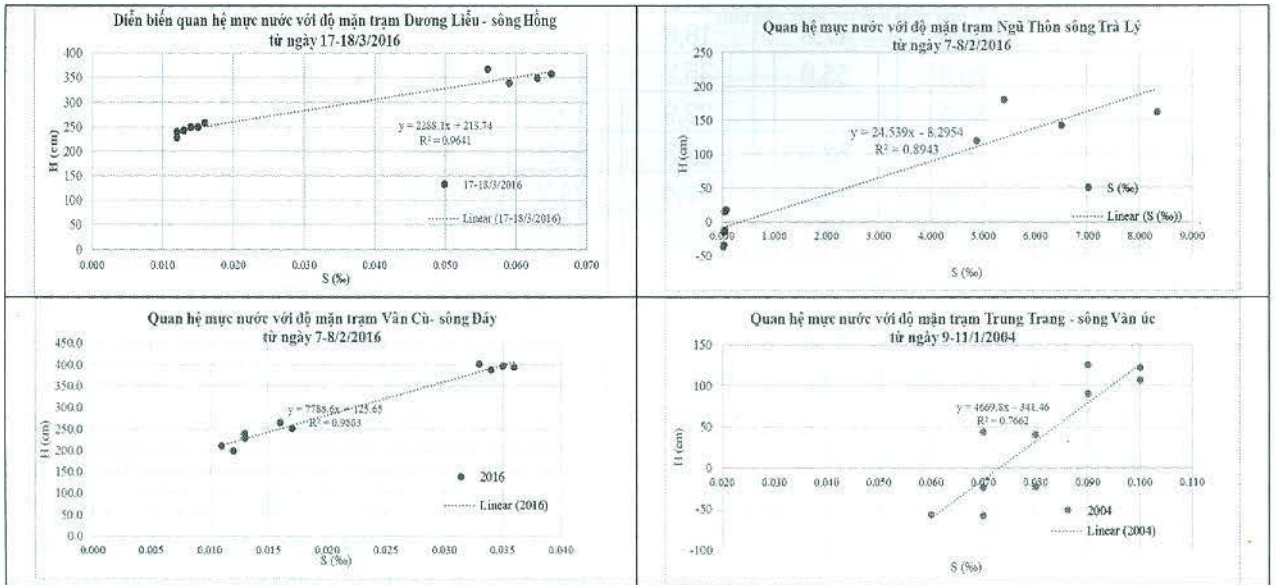 Diễn biến quan hệ mực nước với độ mặn trạm Dương Liễu - sông Hồng
từ ngày 17-18/3/2016
400
350
300
250
200
150
100
50
0
H (cm)
y = 2288.1x + 213.74
R² = 0.9641
17-18/3/2016
Linear (17-18/3/2016)
0.000 0.010 0.020 0.030 0.040 0.050 0.060 0.070
S (‰)
Quan hệ mực nước với độ mặn trạm Ngũ Thôn sông Trà Lý
từ ngày 7-8/2/2016
250
200
150
100
50
0
-50
H (cm)
y = 24.539x - 8.2954
R² = 0.8943
S (‰)
Linear (S (‰))
0.000 1.000 2.000 3.000 4.000 5.000 6.000 7.000 8.000 9.000
S (‰)
Quan hệ mực nước với độ mặn trạm Vân Cù- sông Đáy
từ ngày 7-8/2/2016
450.0
400.0
350.0
300.0
250.0
200.0
150.0
100.0
50.0
0.0
H (cm)
y = 7788.6x + 125.65
R² = 0.9803
2016
Linear (2016)
0.000 0.005 0.010 0.015 0.020 0.025 0.030 0.035 0.040
S (‰)
Quan hệ mực nước với độ mặn trạm Trung Trang - sông Văn úc
từ ngày 9-11/1/2004
150
100
50
0
-50
-100
H (cm)
y = 4669.8x - 341.46
R² = 0.7662
0.020 0.030 0.040 0.050 0.060 0.070 0.080 0.090 0.100 0.110
2004
Linear (2004)
S (‰)